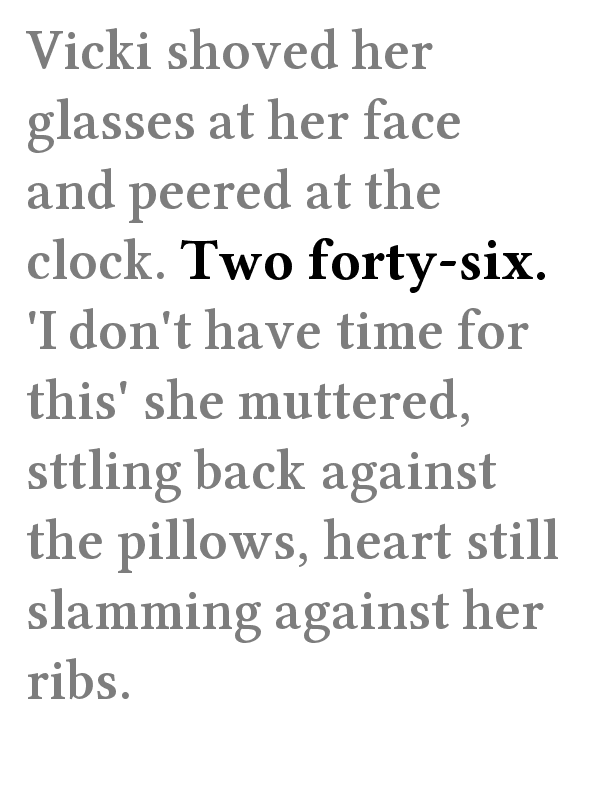 Vicki shoved her
glasses at her face
and peered at the
clock. Two forty-six.
'I don't have time for
this' she muttered,
sttling back against
the pillows, heart still
slamming against her
ribs.